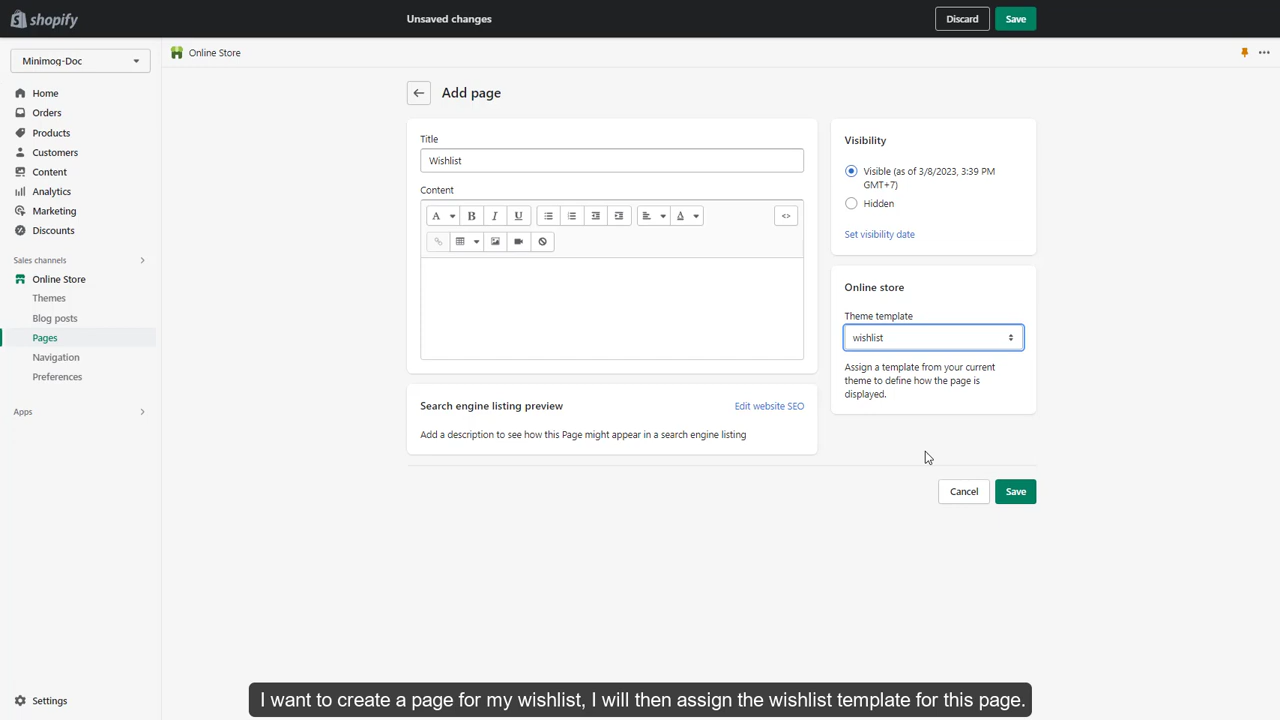 shopify
Unsaved changes
Discard
Save
Minimog-Doc
Online Store
Home
Orders
Products
Customers
Content
Analytics
Marketing
Discounts
Sales channels
Online Store
Themes
Blog posts
Pages
Navigation
Preferences
Apps
Settings
Add page
Title
Wishlist
Content
A
B
I
U
A
<>
Search engine listing preview
Edit website SEO
Add a description to see how this Page might appear in a search engine listing
Visibility
Visible (as of 3/8/2023, 3:39 PM
GMT+7)
Hidden
Set visibility date
Online store
Theme template
wishlist
Assign a template from your current
theme to define how the page is
displayed.
Cancel
Save
I want to create a page for my wishlist, I will then assign the wishlist template for this page.